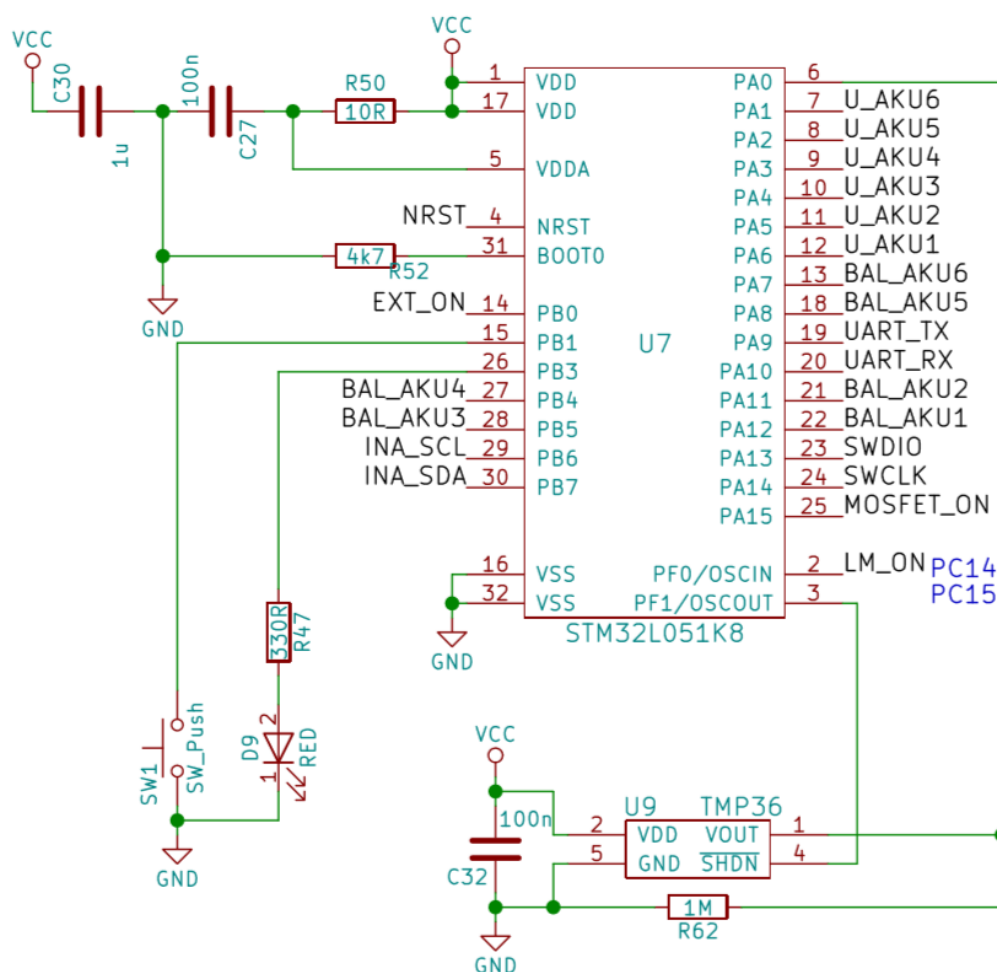 VCC
C30
1u
100n
C27
R50
10R
VCC
NRST
4k7
R52
GND
EXT_ON
BAL_AKU4
BAL_AKU3
INA_SCL
INA_SDA
1 VDD
17 VDD
5 VDDA
4 NRST
31 BOOT0
14 PB0
15 PB1
26 PB3
27 PB4
28 PB5
29 PB6
30 PB7
16 VSS
32 VSS
GND
U7
STM32L051K8
PA0 6
PA1 7 U_AKU6
PA2 8 U_AKU5
PA3 9 U_AKU4
PA4 10 U_AKU3
PA5 11 U_AKU2
PA6 12 U_AKU1
PA7 13 BAL_AKU6
PA8 18 BAL_AKU5
PA9 19 UART_TX
PA10 20 UART_RX
PA11 21 BAL_AKU2
PA12 22 BAL_AKU1
PA13 23 SWDIO
PA14 24 SWCLK
PA15 25 MOSFET_ON
PF0/OSCIN 2 LM_ON PC14
PF1/OSCOUT 3 PC15
330R
R47
SW1
SW_Push
D9
2
1
RED
GND
VCC
100n
C32
GND
U9 TMP36
2 VDD VOUT 1
5 GND SHDN 4
1M
R62